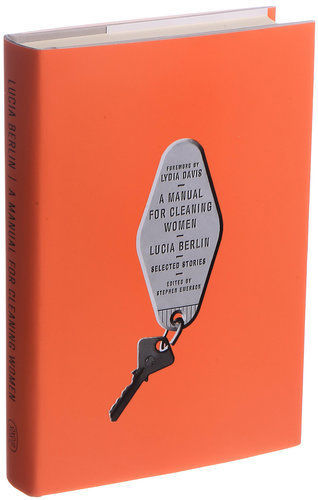 FOREWORD BY
LYDIA DAVIS
A MANUAL
FOR CLEANING
WOMEN
LUCIA BERLIN
SELECTED STORIES
EDITED BY
STEPHEN EMERSON
LUCIA BERLIN | A MANUAL FOR CLEANING WOMEN